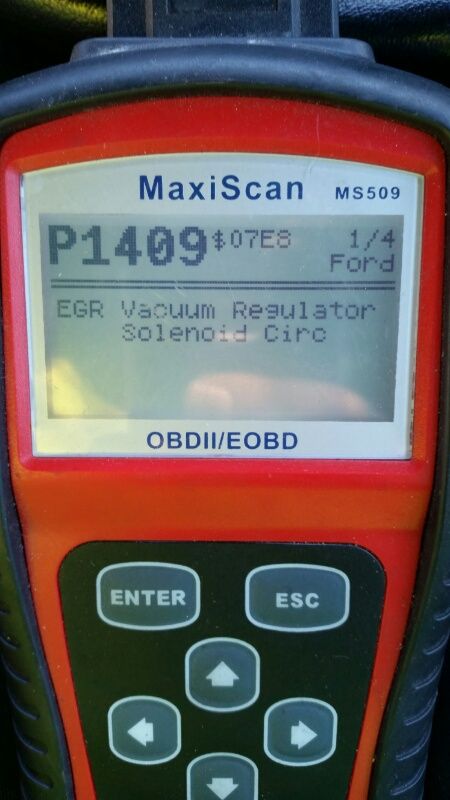 MaxiScan MS509
P1409 $07E8 1/4
Ford
EGR Vacuum Regulator
Solenoid Circ
OBDII/EOBD
ENTER ESC